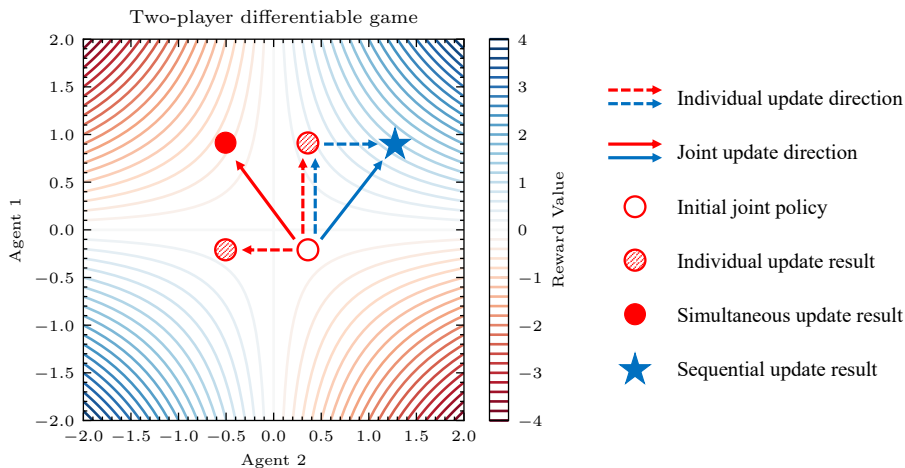 Two-player differentiable game
2.0
1.5
1.0
0.5
0.0
−0.5
−1.0
−1.5
−2.0
Agent 1
−2.0 −1.5 −1.0 −0.5 0.0 0.5 1.0 1.5 2.0
Agent 2
4
3
2
1
0
−1
−2
−3
−4
Reward Value
Individual update direction
Joint update direction
Initial joint policy
Individual update result
Simultaneous update result
Sequential update result